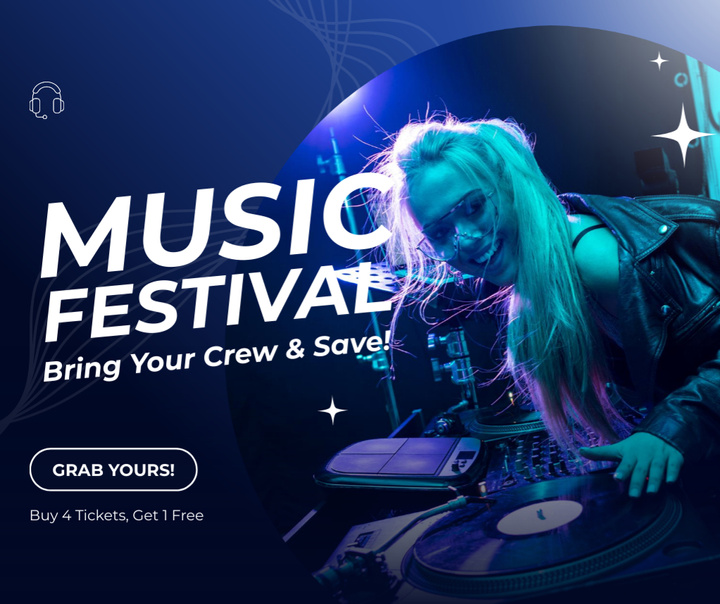 MUSIC
FESTIVAL
Bring Your Crew & Save!
GRAB YOURS!
Buy 4 Tickets, Get 1 Free